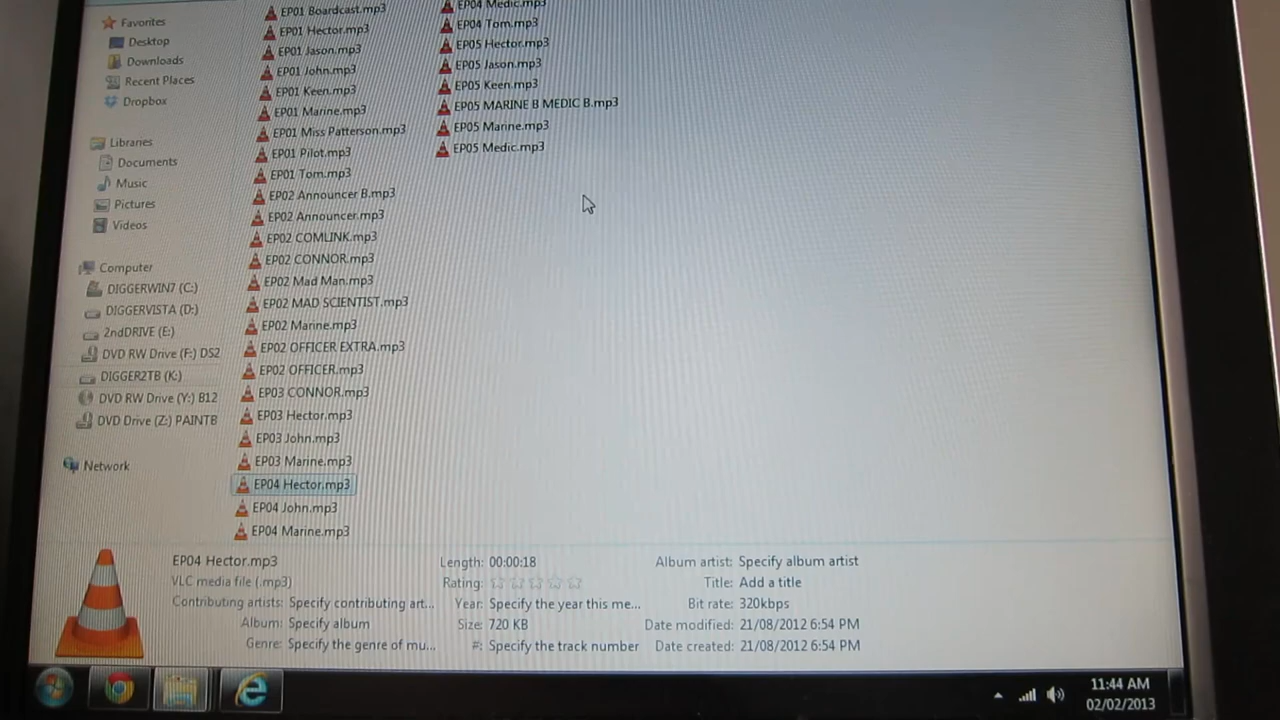 Favorites
Desktop
Downloads
Recent Places
Dropbox
Libraries
Documents
Music
Pictures
Videos
Computer
DIGGERWIN7 (C:)
DIGGERVISTA (D:)
2ndDRIVE (E:)
DVD RW Drive (F:) DS2
DIGGER2TB (K:)
DVD RW Drive (Y:) B12
DVD Drive (Z:) PAINTB
Network
EP01 Boardcast.mp3
EP01 Hector.mp3
EP01 Jason.mp3
EP01 John.mp3
EP01 Keen.mp3
EP01 Marine.mp3
EP01 Miss Patterson.mp3
EP01 Pilot.mp3
EP01 Tom.mp3
EP02 Announcer B.mp3
EP02 Announcer.mp3
EP02 COMLINK.mp3
EP02 CONNOR.mp3
EP02 Mad Man.mp3
EP02 MAD SCIENTIST.mp3
EP02 Marine.mp3
EP02 OFFICER EXTRA.mp3
EP02 OFFICER.mp3
EP03 CONNOR.mp3
EP03 Hector.mp3
EP03 John.mp3
EP03 Marine.mp3
EP04 Hector.mp3
EP04 John.mp3
EP04 Marine.mp3
EP04 Medic.mp3
EP04 Tom.mp3
EP05 Hector.mp3
EP05 Jason.mp3
EP05 Keen.mp3
EP05 MARINE B MEDIC B.mp3
EP05 Marine.mp3
EP05 Medic.mp3
EP04 Hector.mp3
VLC media file (.mp3)
Contributing artists: Specify contributing art...
Album: Specify album
Genre: Specify the genre of mu...
Length: 00:00:18
Rating:
Year: Specify the year this me...
Size: 720 KB
#: Specify the track number
Album artist: Specify album artist
Title: Add a title
Bit rate: 320kbps
Date modified: 21/08/2012 6:54 PM
Date created: 21/08/2012 6:54 PM
11:44 AM
02/02/2013